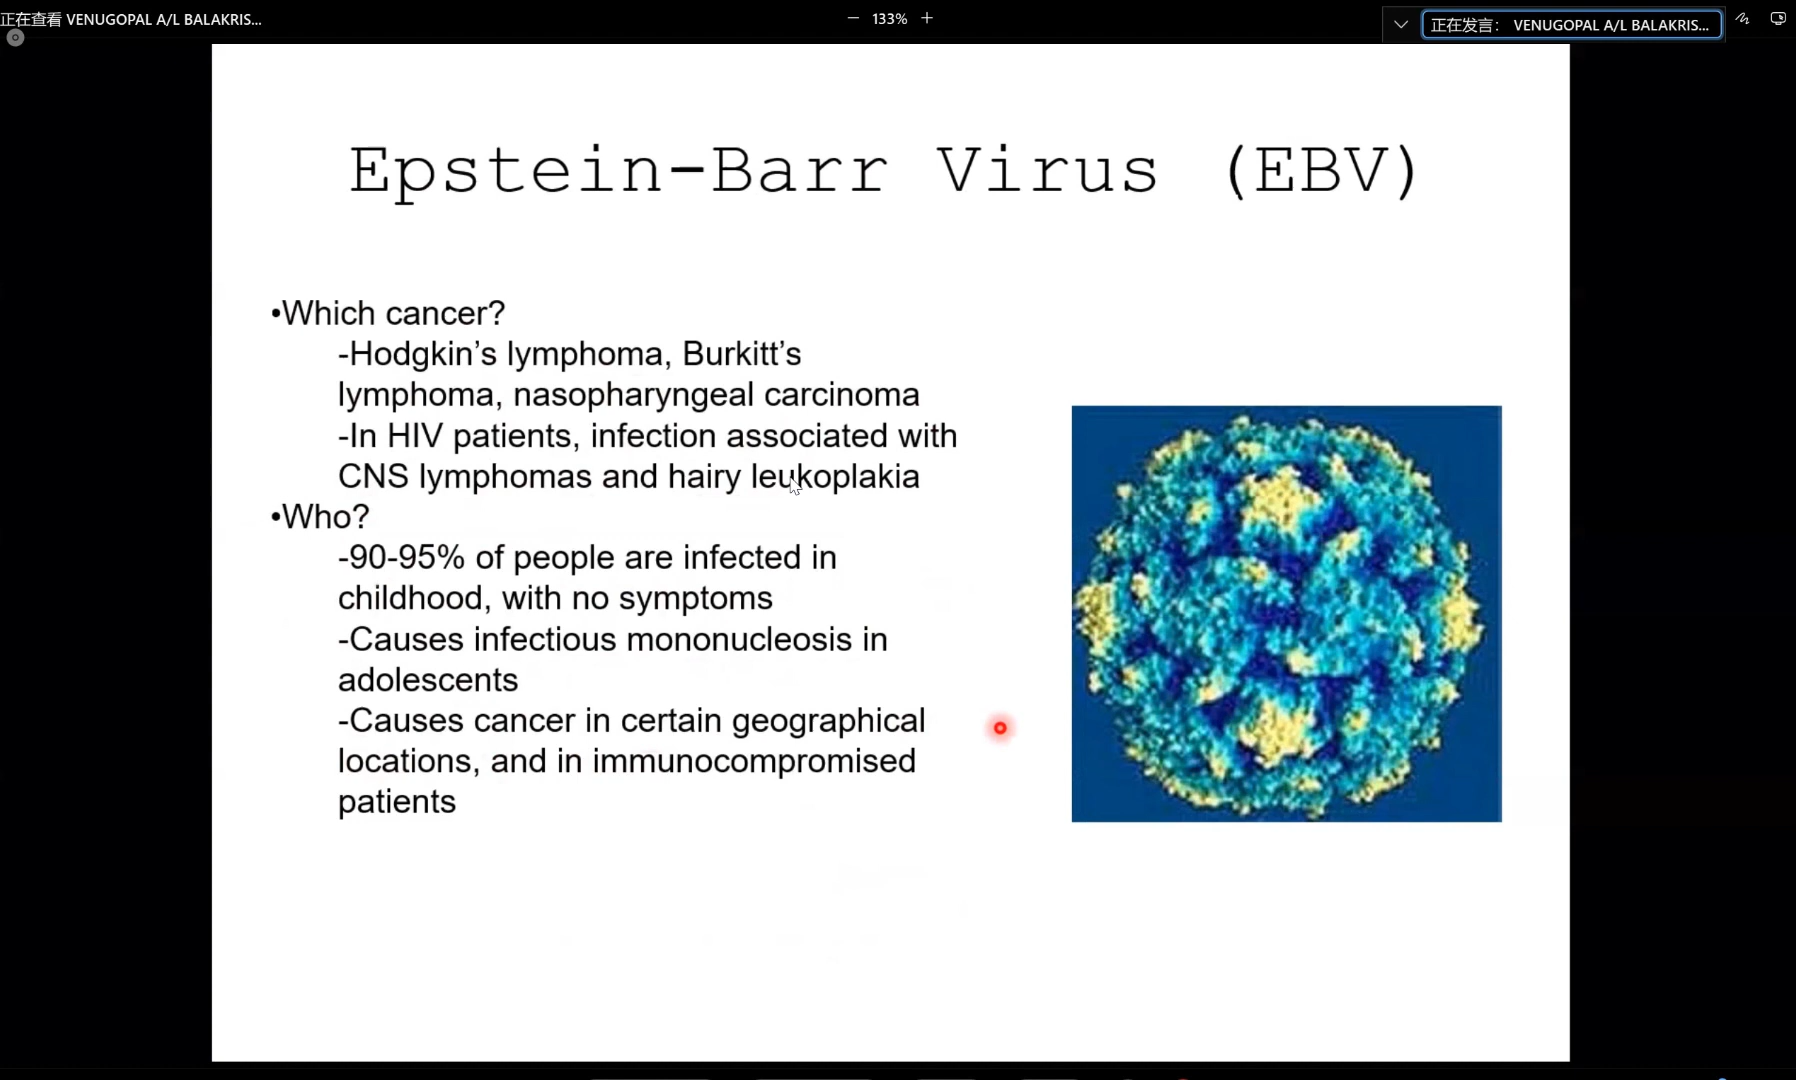 正在查看 VENUGOPAL A/L BALAKRIS...
133%
正在发言： VENUGOPAL A/L BALAKRIS...
Epstein-Barr Virus (EBV)
•Which cancer?
-Hodgkin’s lymphoma, Burkitt’s
lymphoma, nasopharyngeal carcinoma
-In HIV patients, infection associated with
CNS lymphomas and hairy leukoplakia
•Who?
-90-95% of people are infected in
childhood, with no symptoms
-Causes infectious mononucleosis in
adolescents
-Causes cancer in certain geographical
locations, and in immunocompromised
patients